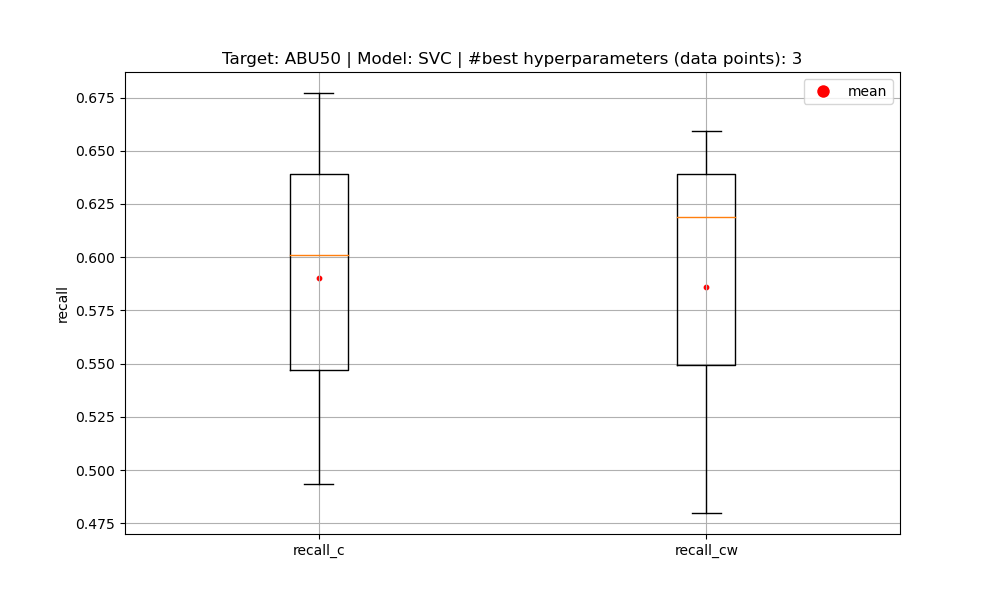 Target: ABU50 | Model: SVC | #best hyperparameters (data points): 3
mean
0.675
0.650
0.625
0.600
0.575
0.550
0.525
0.500
0.475
recall
recall_c
recall_cw